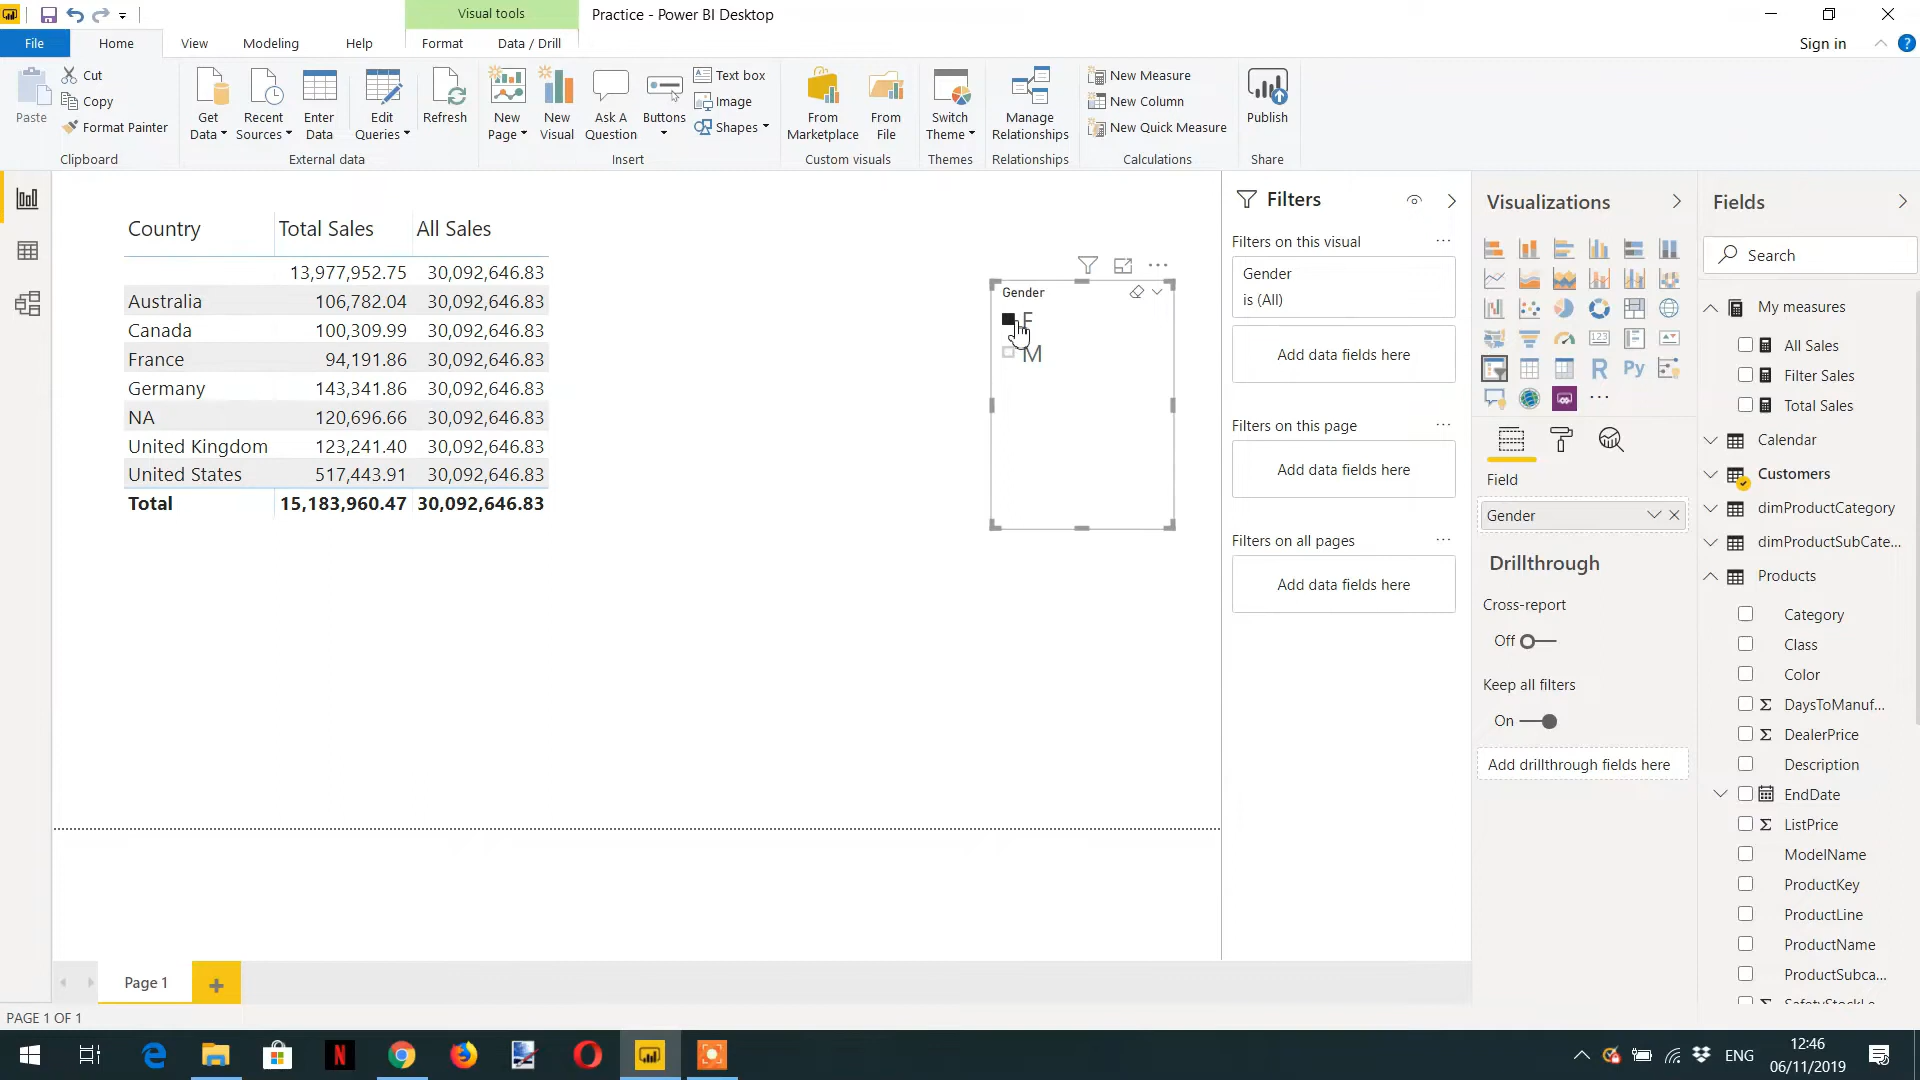 Visual tools
Practice - Power BI Desktop
File
Home
View
Modeling
Help
Format
Data / Drill
Sign in
Paste
Cut
Copy
Format Painter
Clipboard
Get Data
Recent Sources
Enter Data
Edit Queries
Refresh
External data
New Page
New Visual
Ask A Question
Buttons
Text box
Image
Shapes
Insert
From Marketplace
From File
Custom visuals
Switch Theme
Themes
Manage Relationships
Relationships
New Measure
New Column
New Quick Measure
Calculations
Publish
Share
Country Total Sales All Sales
13,977,952.75 30,092,646.83
Australia 106,782.04 30,092,646.83
Canada 100,309.99 30,092,646.83
France 94,191.86 30,092,646.83
Germany 143,341.86 30,092,646.83
NA 120,696.66 30,092,646.83
United Kingdom 123,241.40 30,092,646.83
United States 517,443.91 30,092,646.83
Total 15,183,960.47 30,092,646.83
Gender
F
M
Filters
Filters on this visual
Gender
is (All)
Add data fields here
Filters on this page
Add data fields here
Filters on all pages
Add data fields here
Visualizations
R
Py
123
Field
Gender
Drillthrough
Cross-report
Off
Keep all filters
On
Add drillthrough fields here
Fields
Search
My measures
All Sales
Filter Sales
Total Sales
Calendar
Customers
dimProductCategory
dimProductSubCate...
Products
Category
Class
Color
DaysToManuf...
DealerPrice
Description
EndDate
ListPrice
ModelName
ProductKey
ProductLine
ProductName
ProductSubca...
Page 1
PAGE 1 OF 1
ENG
12:46
06/11/2019